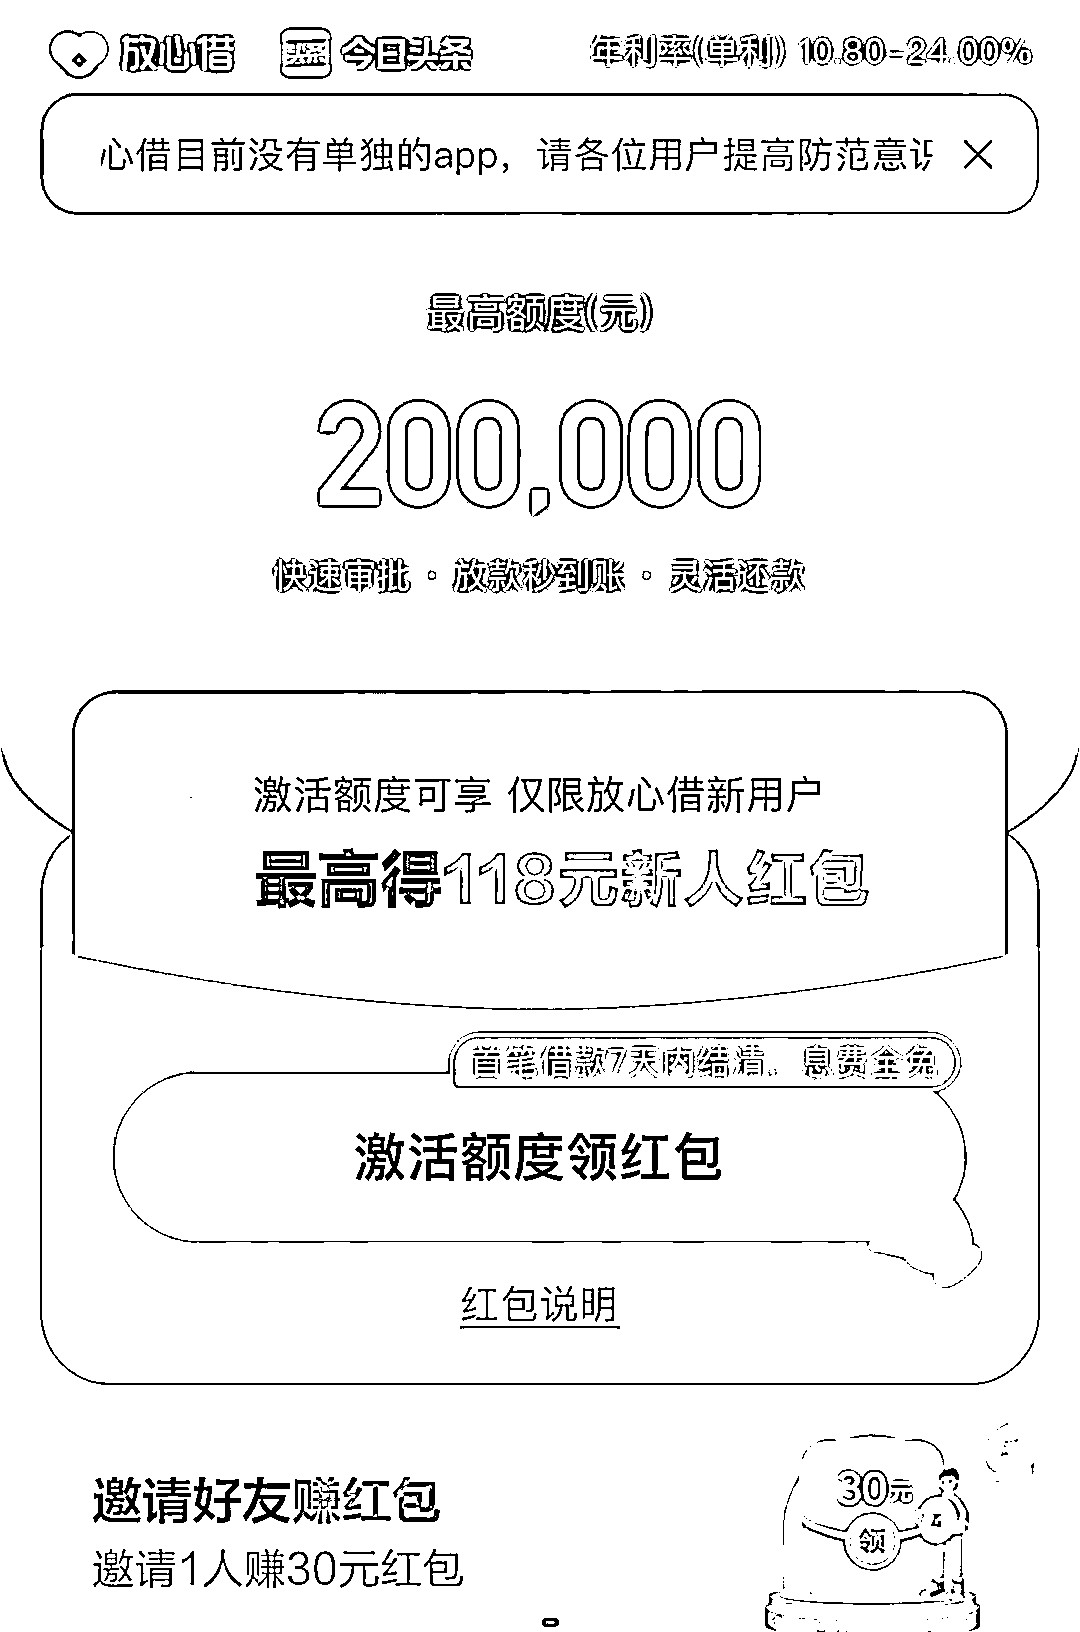 放心借 头条 今日头条 年利率(单利) 10.80-24.00%
心借目前没有单独的app，请各位用户提高防范意
最高额度(元)
200,000
快速审批 · 放款秒到账 · 灵活还款
激活额度可享 仅限放心借新用户
最高得118元新人红包
首笔借款7天内结清，息费全免
激活额度领红包
红包说明
邀请好友赚红包
邀请1人赚30元红包
30元
领